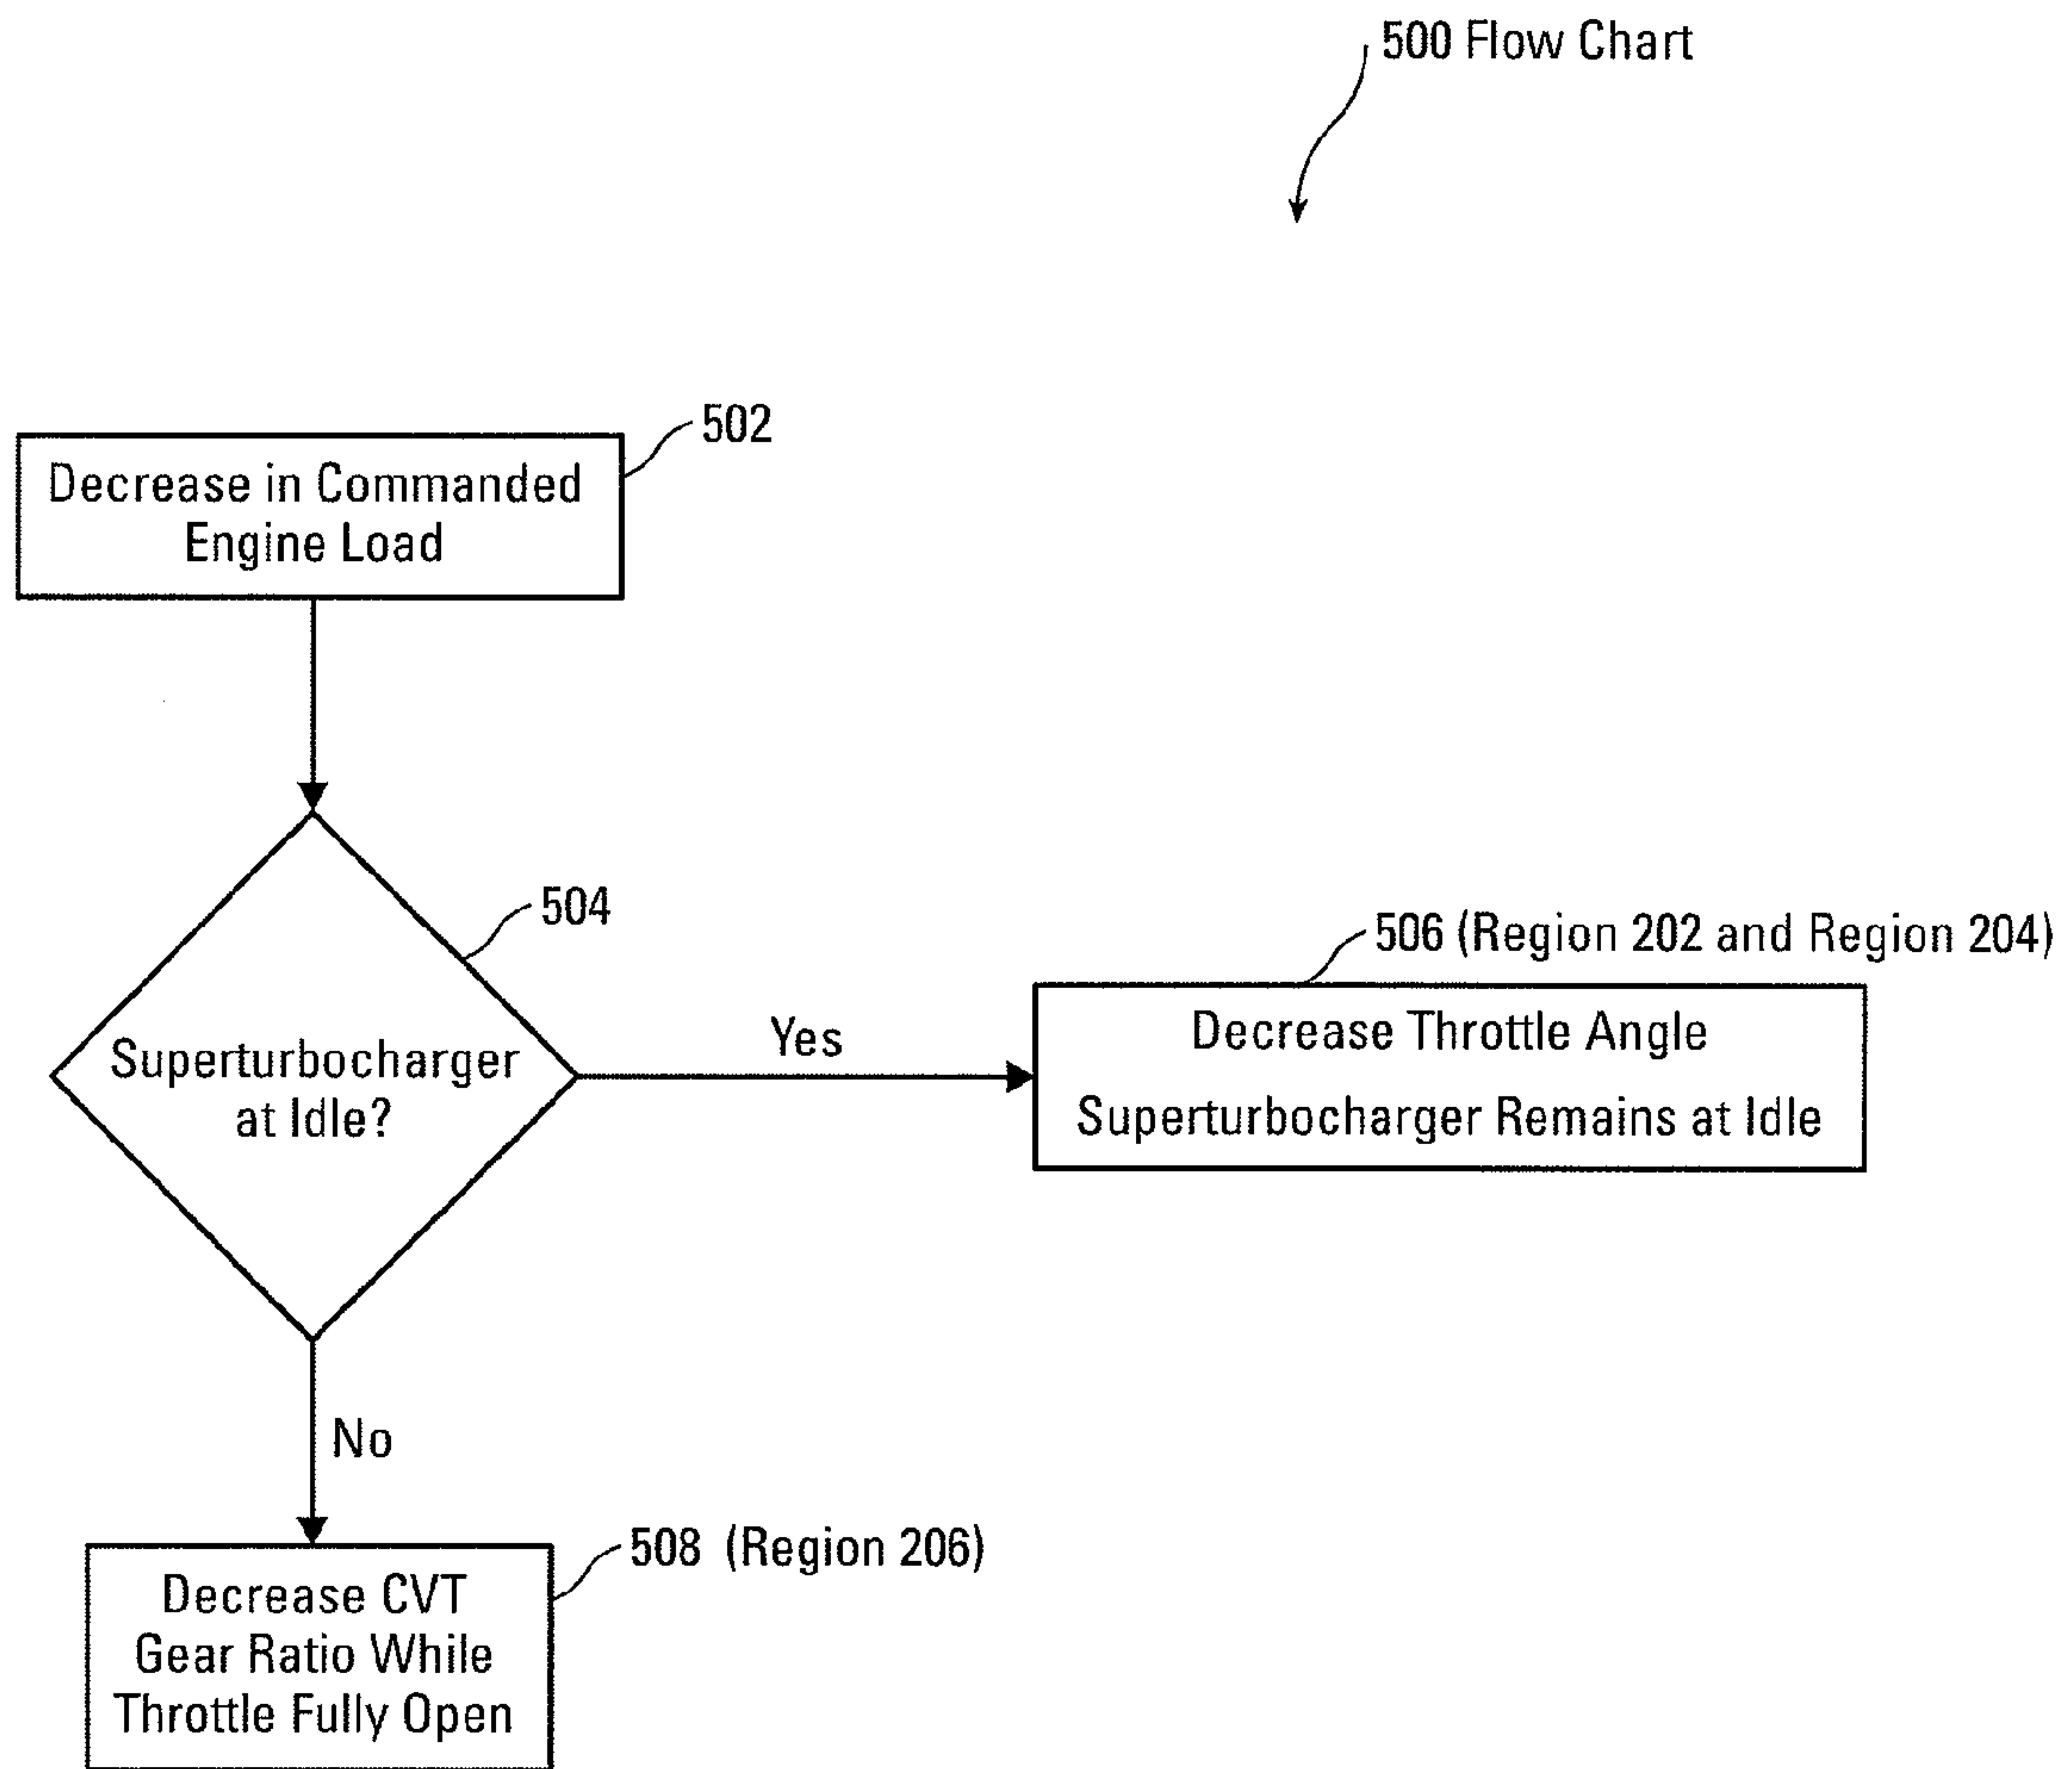 500 Flow Chart
502
Decrease in Commanded
Engine Load
504
Superturbocharger
at Idle?
Yes
506 (Region 202 and Region 204)
Decrease Throttle Angle
Superturbocharger Remains at Idle
No
508 (Region 206)
Decrease CVT
Gear Ratio While
Throttle Fully Open